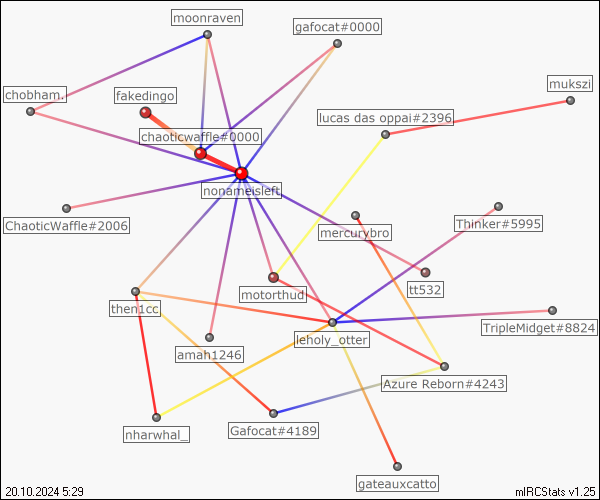 moonraven
gafocat#0000
mukszi
chobham.
fakedingo
lucas das oppai#2396
chaoticwaffle#0000
nonameisleft
ChaoticWaffle#2006
mercurybro
Thinker#5995
motorthud
tt532
then1cc
TripleMidget#8824
leholy_otter
amah1246
Azure Reborn#4243
nharwhal_
Gafocat#4189
gateauxcatto
20.10.2024 5:29
mIRCStats v1.25